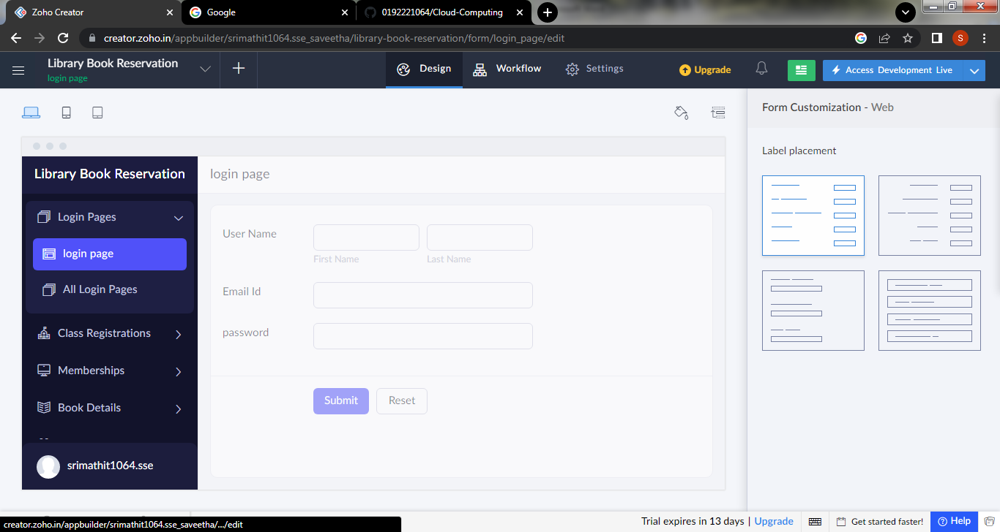 Zoho Creator
Google
0192221064/Cloud-Computing
creator.zoho.in/appbuilder/srimathit1064.sse_saveetha/library-book-reservation/form/login_page/edit
S
Library Book Reservation
login page
Design
Workflow
Settings
Upgrade
Access Development Live
Form Customization - Web
Label placement
Library Book Reservation
login page
Login Pages
login page
All Login Pages
Class Registrations
Memberships
Book Details
srimathit1064.sse
User Name
First Name
Last Name
Email Id
password
Submit
Reset
creator.zoho.in/appbuilder/srimathit1064.sse_saveetha/.../edit
Trial expires in 13 days | Upgrade
Get started faster!
Help